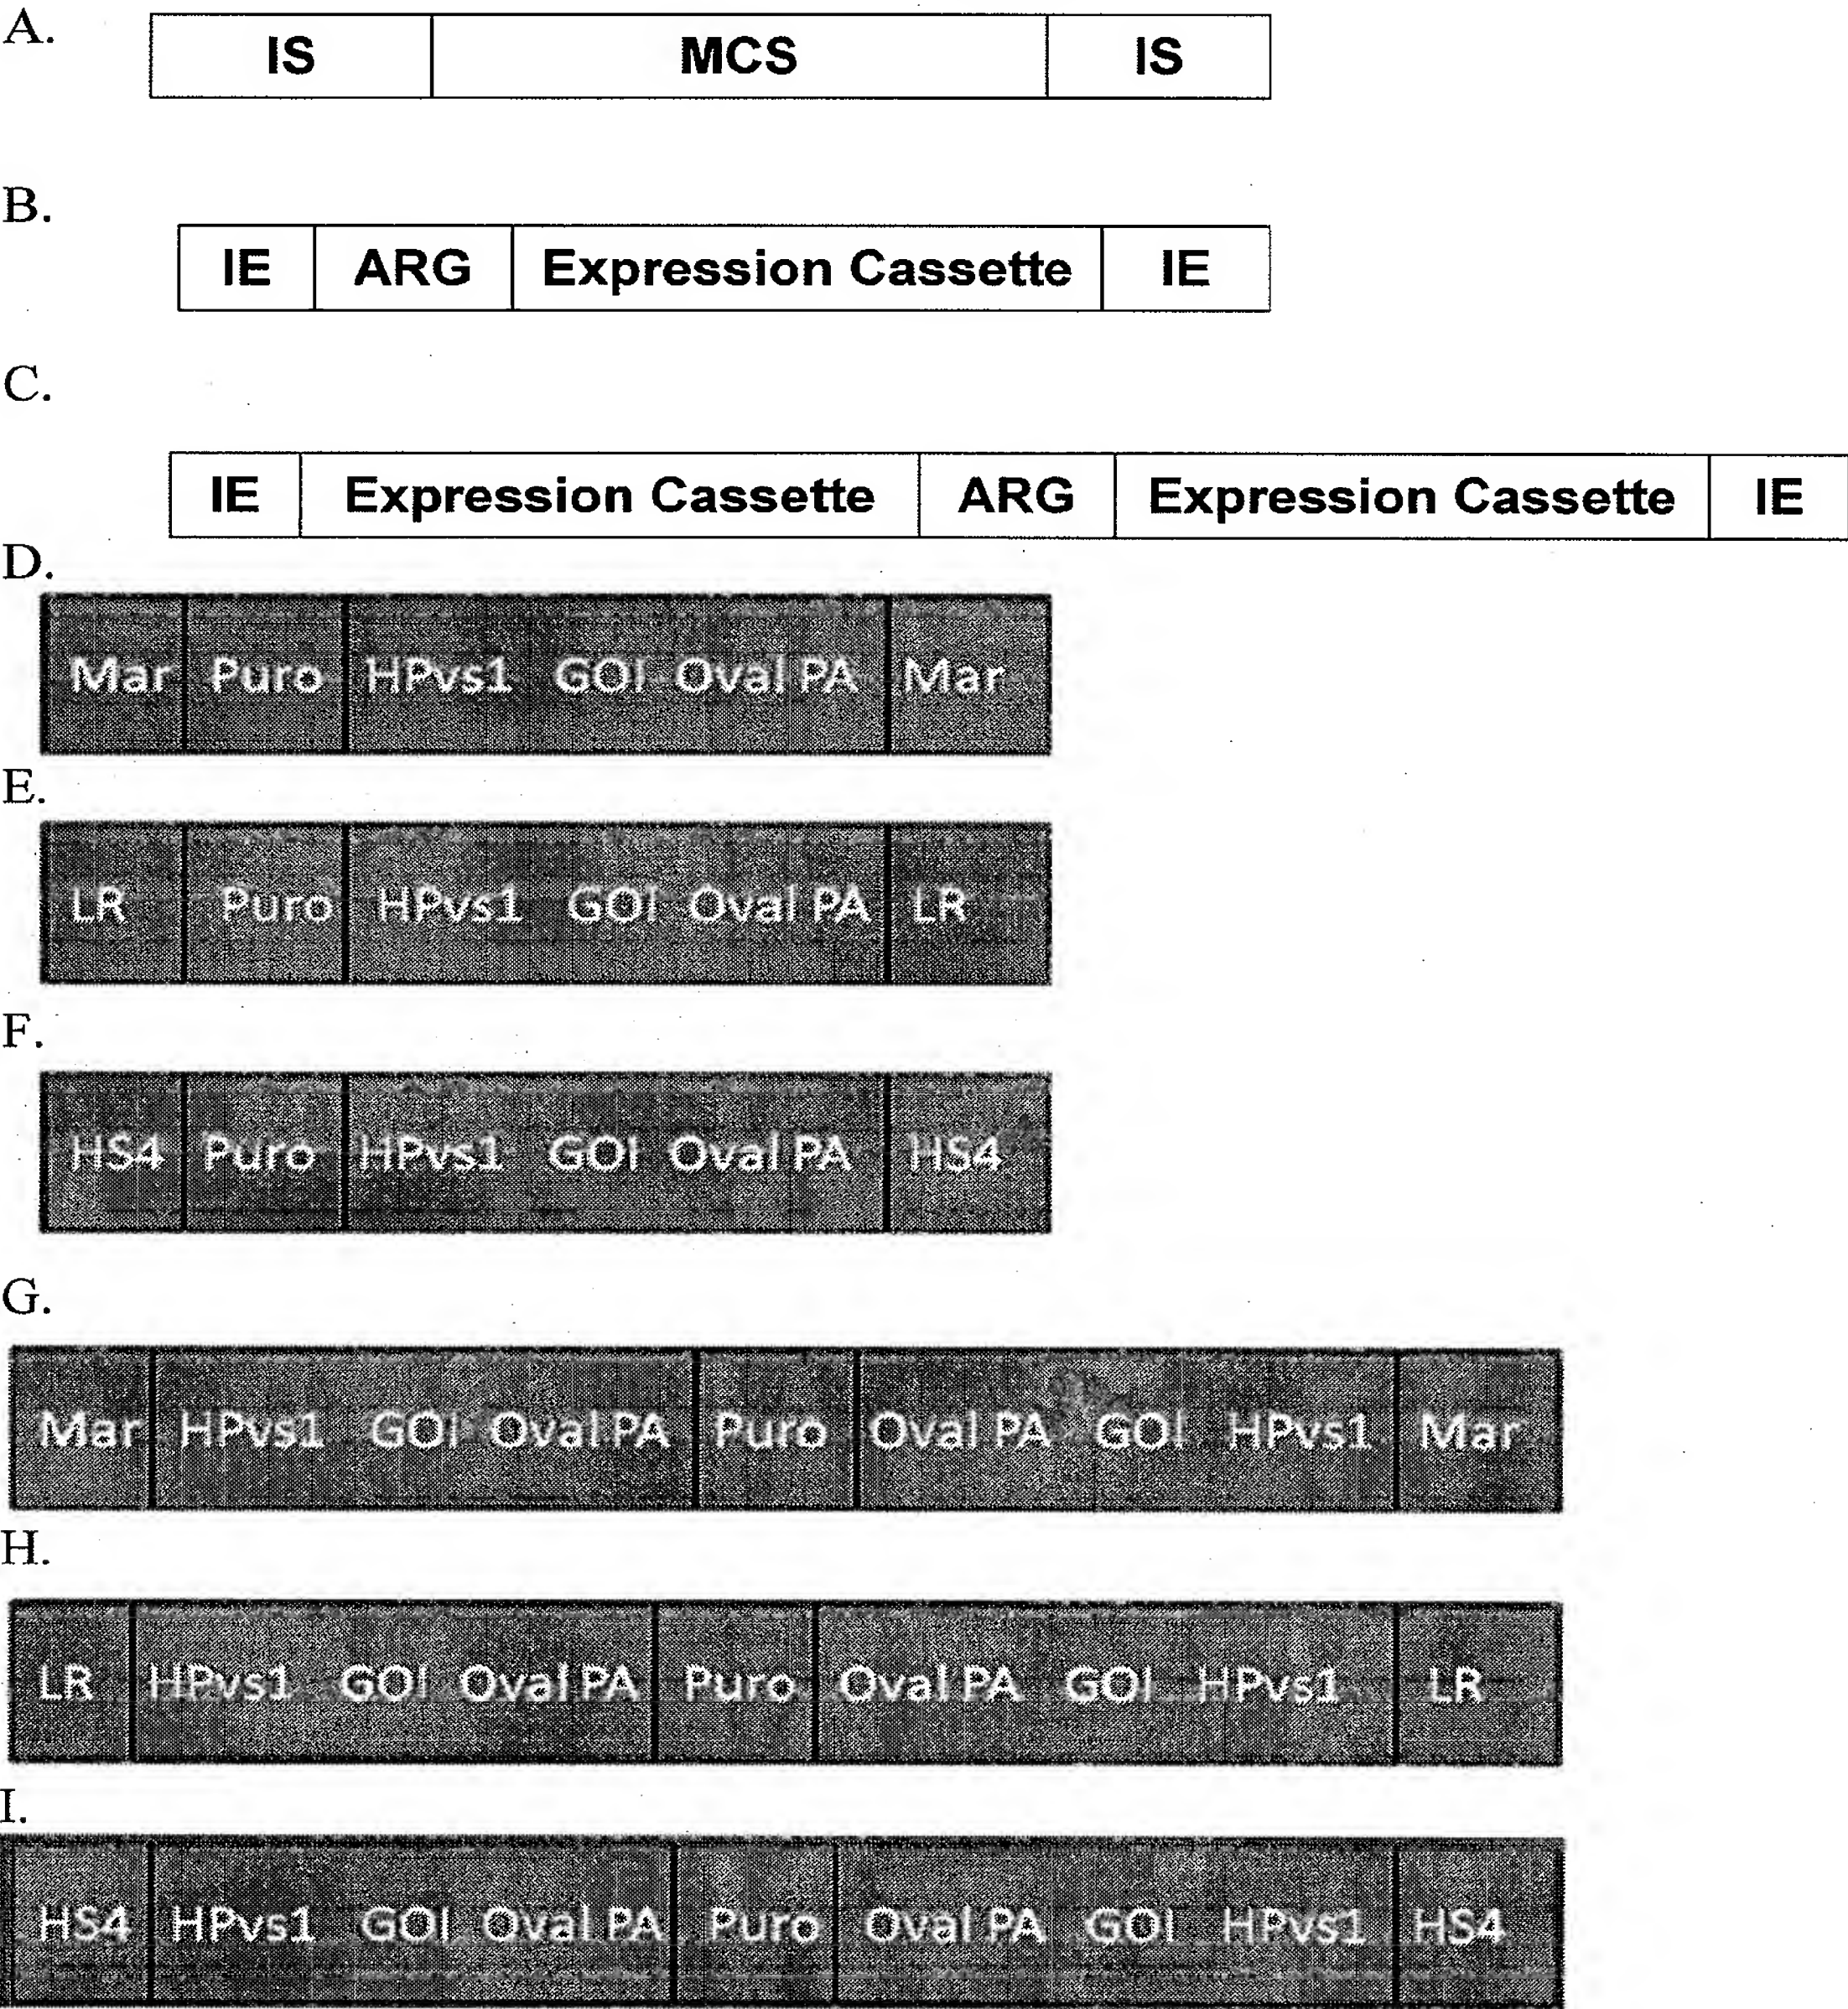 A.
IS MCS IS
B.
IE ARG Expression Cassette IE
C.
IE Expression Cassette ARG Expression Cassette IE
D.
Mar Puro HPvs1 GOI Oval PA Mar
E.
LR Puro HPvs1 GOI Oval PA LR
F.
HS4 Puro HPvs1 GOI Oval PA HS4
G.
Mar HPvs1 GOI Oval PA Puro Oval PA GOI HPvs1 Mar
H.
LR HPvs1 GOI Oval PA Puro Oval PA GOI HPvs1 LR
I.
HS4 HPvs1 GOI Oval PA Puro Oval PA GOI HPvs1 HS4